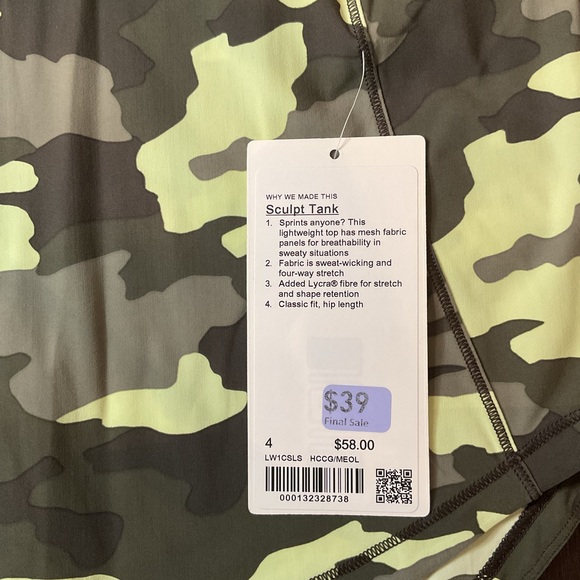 WHY WE MADE THIS
Sculpt Tank
1. Sprints anyone? This
lightweight top has mesh fabric
panels for breathability in
sweaty situations
2. Fabric is sweat-wicking and
four-way stretch
3. Added Lycra® fibre for stretch
and shape retention
4. Classic fit, hip length
$39
Final Sale
4 $58.00
LW1CSLS HCCG/MEOL
000132328738